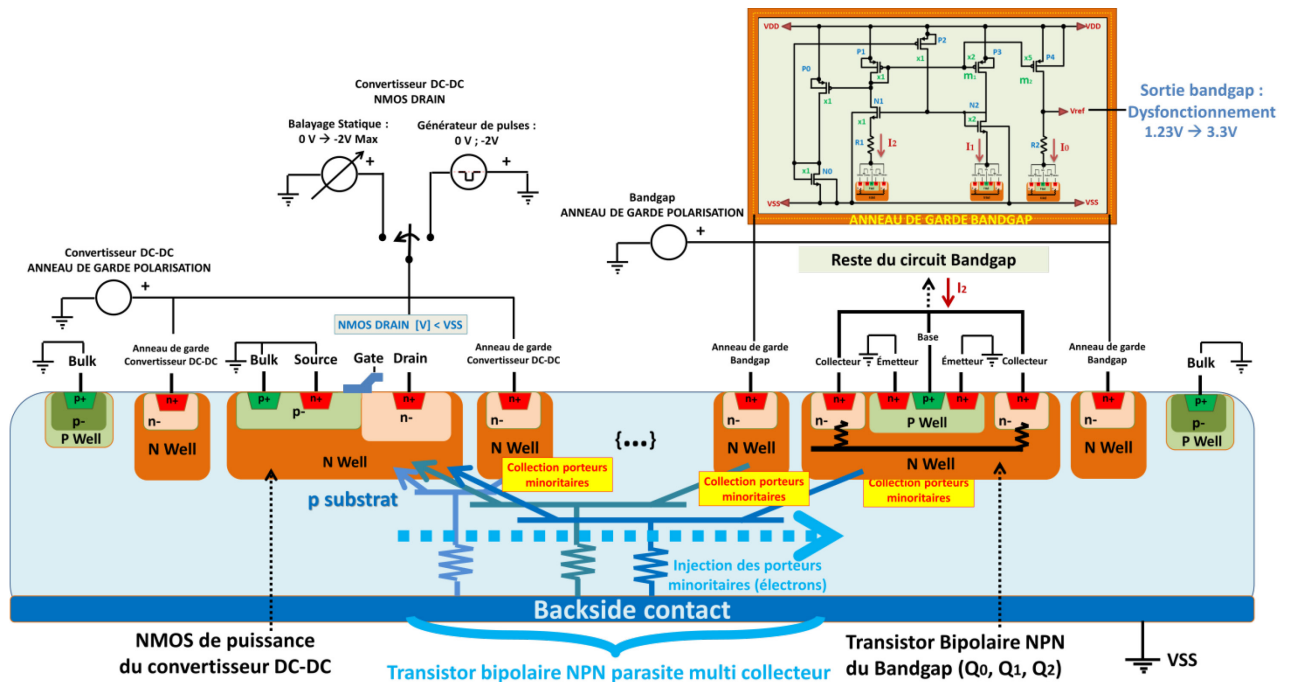 VDD
VDD
P2
P1
P3
P4
P0
x1
x2
x5
m1
m2
x1
x1
N1
N2
Vref
x1
x2
R1
I2
I1
R2
I0
x1
N0
VSS
VSS
ANNEAU DE GARDE BANDGAP
Sortie bandgap :
Dysfonctionnement
1.23V → 3.3V
Convertisseur DC-DC
NMOS DRAIN
Balayage Statique :
0 V → -2V Max
Générateur de pulses :
0 V ; -2V
+
+
Bandgap
ANNEAU DE GARDE POLARISATION
+
Convertisseur DC-DC
ANNEAU DE GARDE POLARISATION
+
Reste du circuit Bandgap
I2
NMOS DRAIN [V] < VSS
Bulk
Anneau de garde
Convertisseur DC-DC
Bulk
Source
Gate
Drain
Anneau de garde
Convertisseur DC-DC
Anneau de garde
Bandgap
Collecteur
Émetteur
Base
Émetteur
Collecteur
Anneau de garde
Bandgap
Bulk
p+
n+
p+
n+
n+
n+
n+
n+
n+
p+
n+
n+
n+
p+
p-
n-
p-
n-
n-
n-
n-
P Well
n-
n-
p-
P Well
N Well
N Well
N Well
{...}
N Well
N Well
N Well
P Well
p substrat
Collection porteurs
minoritaires
Collection porteurs
minoritaires
Collection porteurs
minoritaires
Injection des porteurs
minoritaires (électrons)
Backside contact
NMOS de puissance
du convertisseur DC-DC
Transistor bipolaire NPN parasite multi collecteur
Transistor Bipolaire NPN
du Bandgap (Q0, Q1, Q2)
VSS